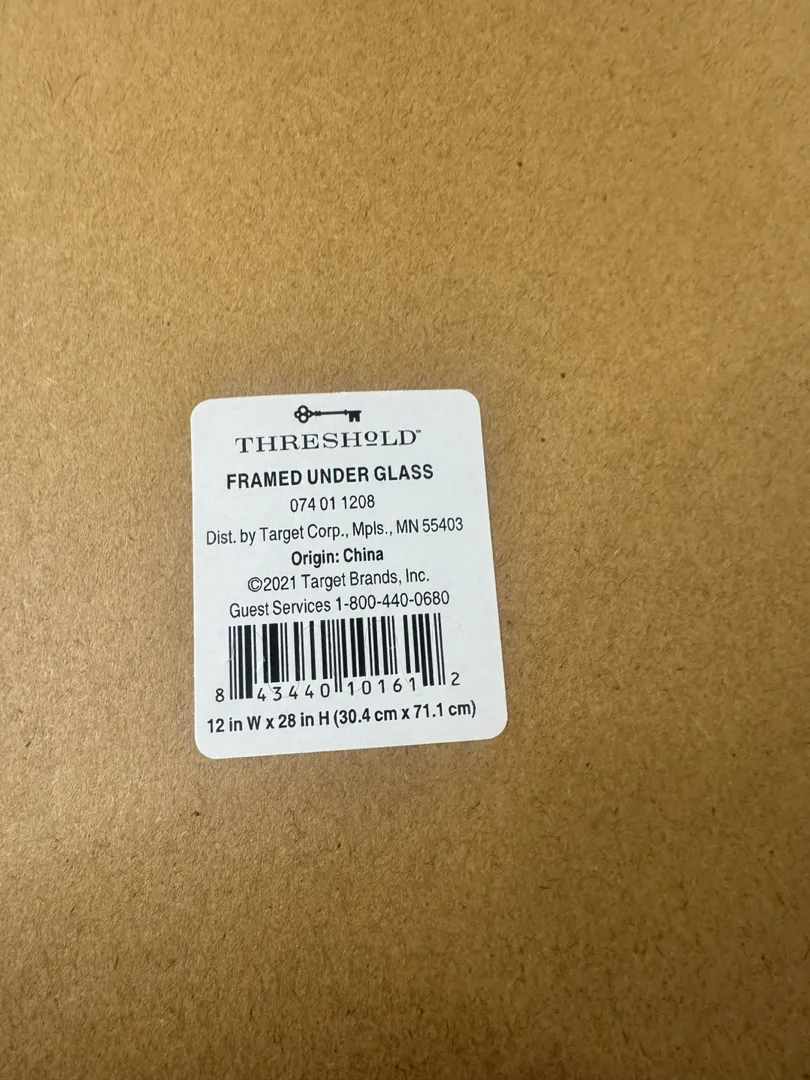 THRESHOLD
FRAMED UNDER GLASS
074 01 1208
Dist. by Target Corp., Mpls., MN 55403
Origin: China
©2021 Target Brands, Inc.
Guest Services 1-800-440-0680
8 43440 10161 2
12 in W x 28 in H (30.4 cm x 71.1 cm)